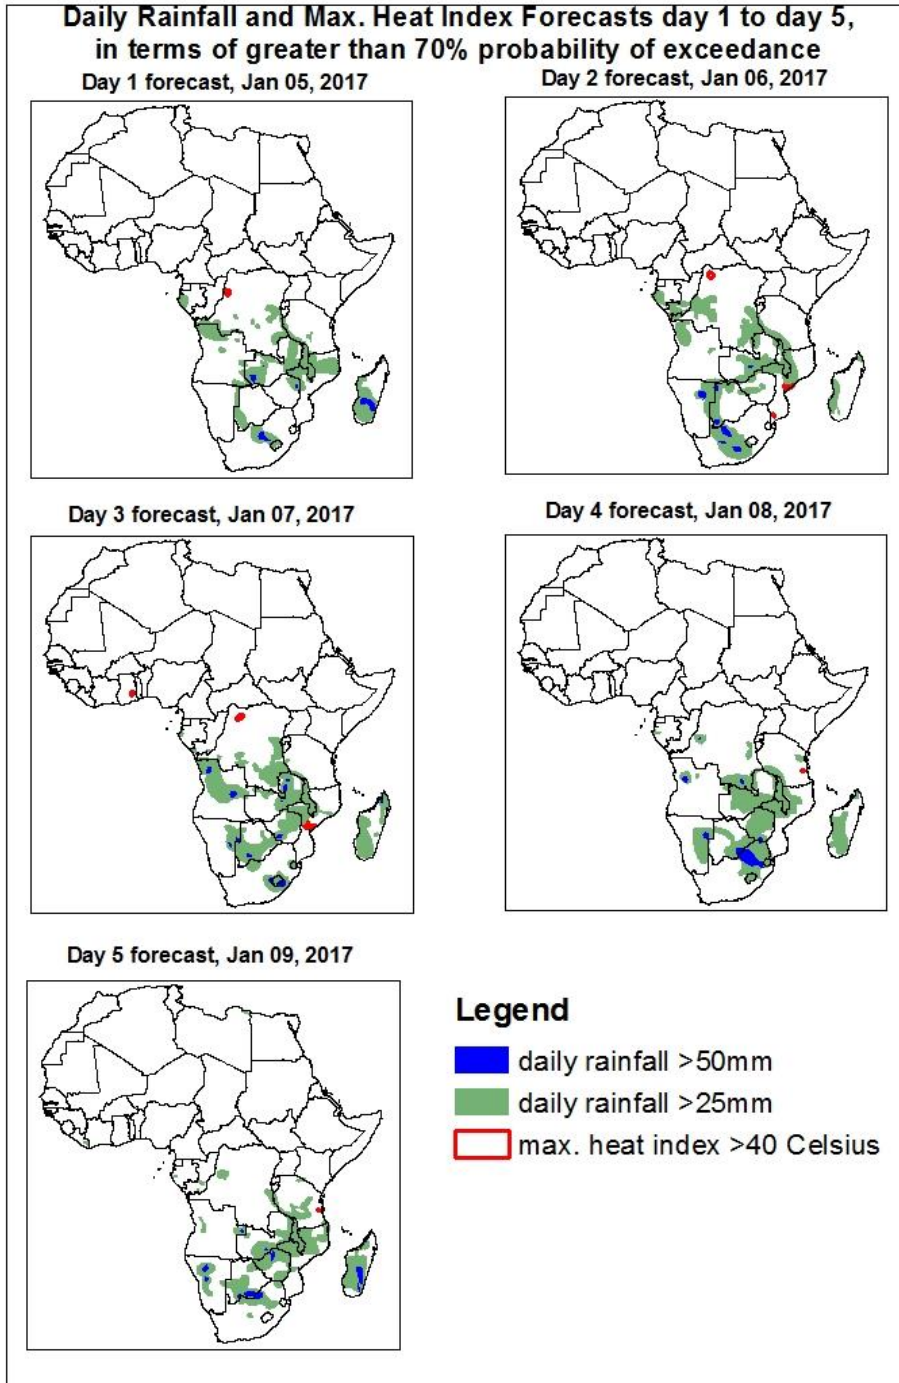 Daily Rainfall and Max. Heat Index Forecasts day 1 to day 5,
in terms of greater than 70% probability of exceedance
Day 1 forecast, Jan 05, 2017
Day 2 forecast, Jan 06, 2017
Day 3 forecast, Jan 07, 2017
Day 4 forecast, Jan 08, 2017
Day 5 forecast, Jan 09, 2017
Legend
daily rainfall >50mm
daily rainfall >25mm
max. heat index >40 Celsius